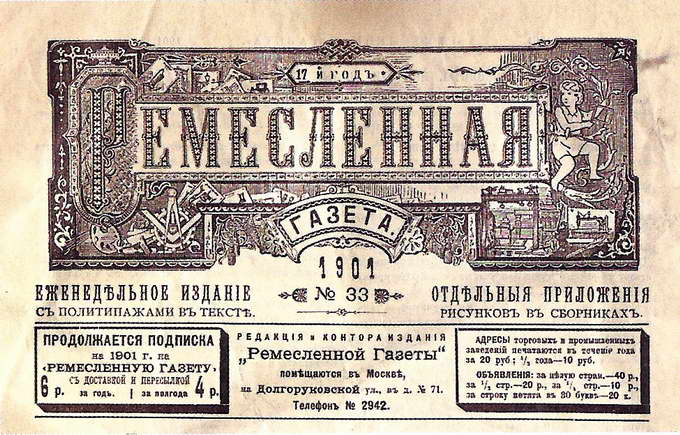 17й годъ
РЕМЕСЛЕННАЯ
ГАЗЕТА.
1901
№ 33
ЕЖЕНЕДѢЛЬНОЕ ИЗДАНІЕ
СЪ ПОЛИТИПАЖАМИ ВЪ ТЕКСТѢ.
ОТДѢЛЬНЫЯ ПРИЛОЖЕНІЯ
РИСУНКОВЪ ВЪ СБОРНИКАХЪ.
ПРОДОЛЖАЕТСЯ ПОДПИСКА
на 1901 г. на
«РЕМЕСЛЕННУЮ ГАЗЕТУ»
СЪ ДОСТАВКОЙ И ПЕРЕСЫЛКОЙ
6 р. за годъ. | за полгода 4 р.
РЕДАКЦІЯ и КОНТОРА ИЗДАНІЯ
„Ремесленной Газеты“
помѣщаются въ Москвѣ,
на Долгоруковской ул., въ д. № 71.
Телефонъ № 2942.
АДРЕСЫ торговыхъ и промышленныхъ
заведеній печатаются въ теченіе года
за 20 руб; ¹/₂ года—10 руб.
ОБЪЯВЛЕНІЯ: за цѣлую стран.—40 р.,
за ¹/₂ стр.—20 р., за ¹/₄ стр.—10 р.,
за строку петита въ 30 буквъ—20 к.